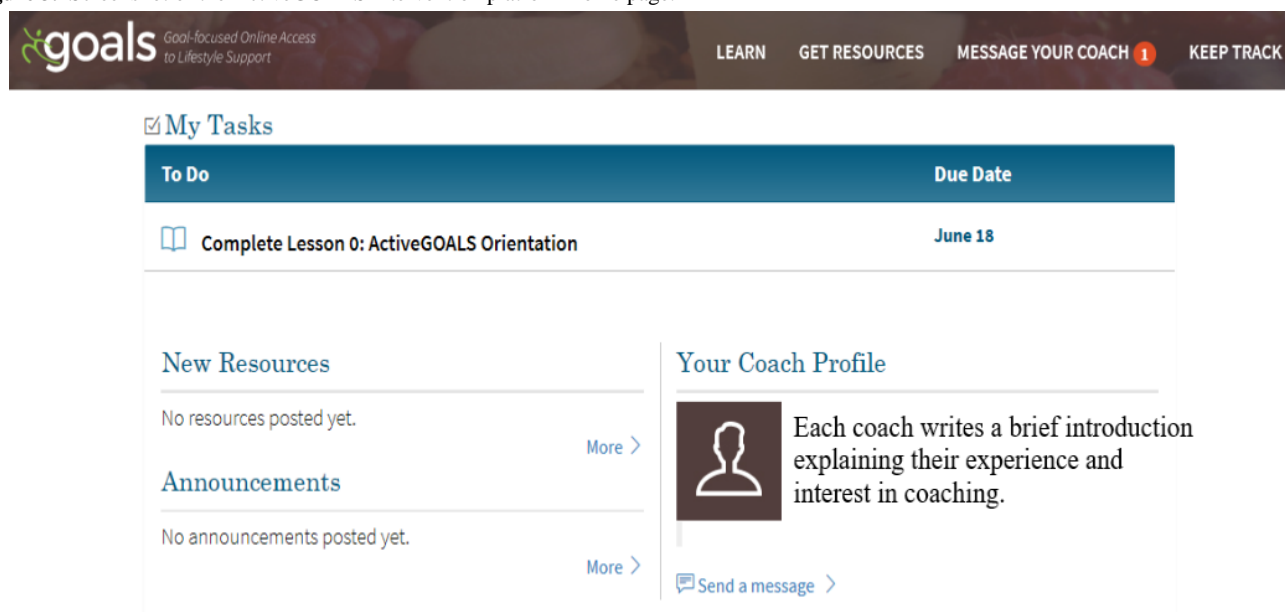 goals Goal-focused Online Access
to Lifestyle Support
LEARN GET RESOURCES MESSAGE YOUR COACH 1 KEEP TRACK
My Tasks
To Do Due Date
Complete Lesson 0: ActiveGOALS Orientation June 18
New Resources
No resources posted yet.
More >
Announcements
No announcements posted yet.
More >
Your Coach Profile
Each coach writes a brief introduction
explaining their experience and
interest in coaching.
Send a message >